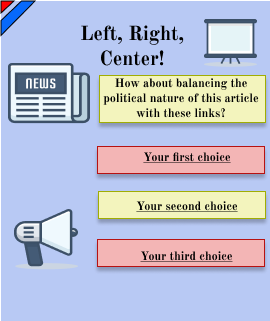 Left, Right,
Center!
NEWS
How about balancing the
political nature of this article
with these links?
Your first choice
Your second choice
Your third choice